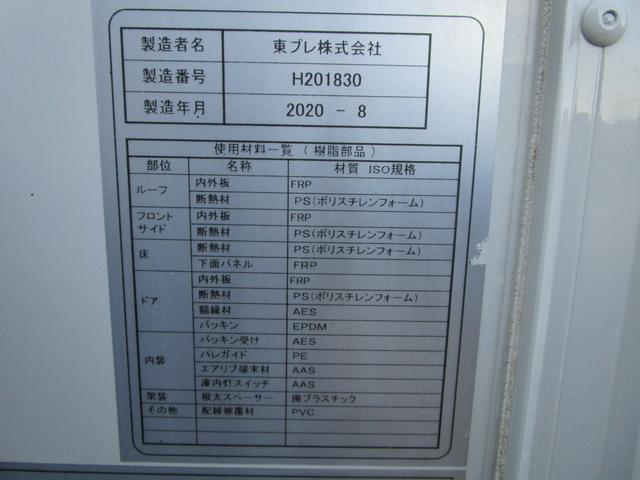 製造者名 東プレ株式会社
製造番号 H201830
製造年月 2020 - 8
使用材料一覧 (樹脂部品)
部位 名称 材質 ISO規格
ルーフ 内外板 FRP
断熱材 PS(ポリスチレンフォーム)
フロント サイド 内外板 FRP
断熱材 PS(ポリスチレンフォーム)
床 断熱材 PS(ポリスチレンフォーム)
下面パネル FRP
ドア 内外板 FRP
断熱材 PS(ポリスチレンフォーム)
額縁材 AES
パッキン EPDM
内装 パッキン受け AES
パレガイド PE
エアリブ端末材 AAS
庫内灯スイッチ AAS
架装 根太スペーサー 廃プラスチック
その他 配線被覆材 PVC